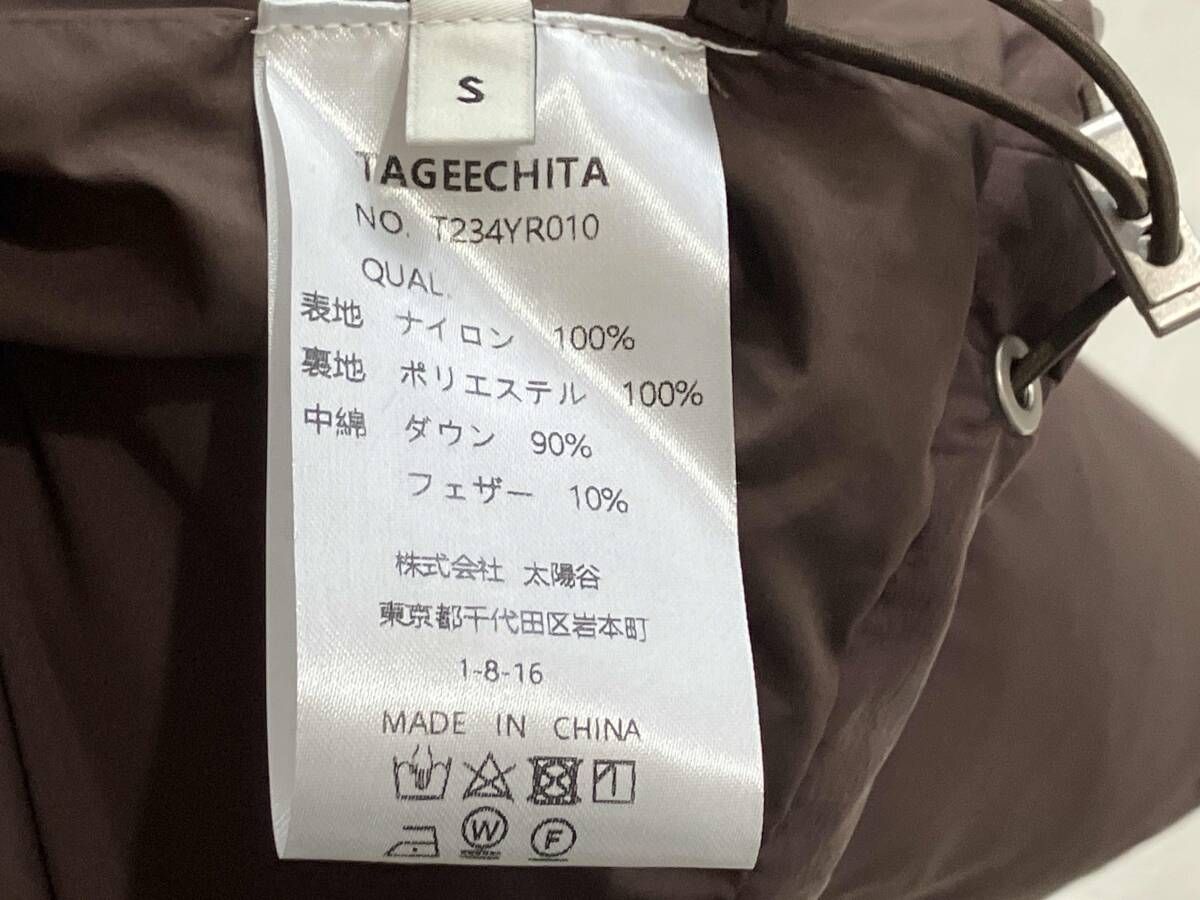 S
TAGEECHITA
NO. T234YR010
QUAL.
表地 ナイロン 100%
裏地 ポリエステル 100%
中綿 ダウン 90%
フェザー 10%
株式会社 太陽谷
東京都千代田区岩本町
1-8-16
MADE IN CHINA
W F